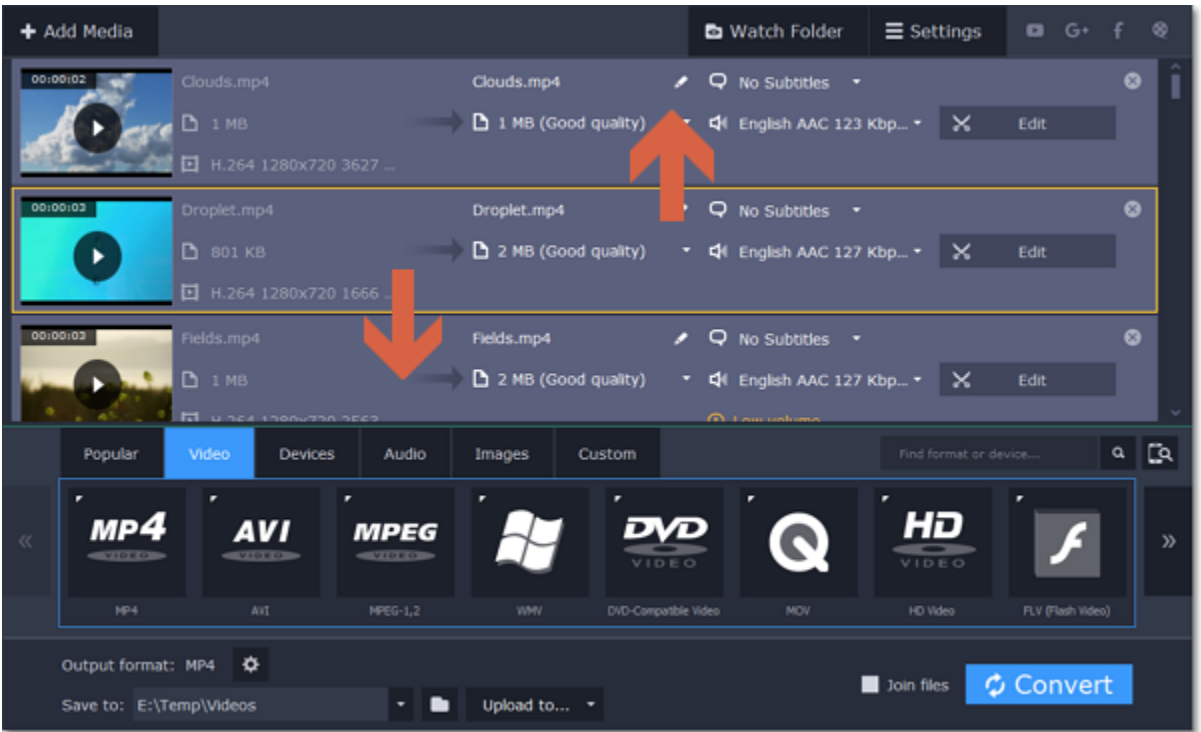 Add Media
Watch Folder
Settings
G+ f
00:00:02
Clouds.mp4
Clouds.mp4
No Subtitles
1 MB
1 MB (Good quality)
English AAC 123 Kbp...
Edit
H.264 1280x720 3627 ...
00:00:03
Droplet.mp4
Droplet.mp4
No Subtitles
801 KB
2 MB (Good quality)
English AAC 127 Kbp...
Edit
H.264 1280x720 1666 ...
00:00:03
Fields.mp4
Fields.mp4
No Subtitles
1 MB
2 MB (Good quality)
English AAC 127 Kbp...
Edit
H.264 1280x720 2563
Low volume
Popular
Video
Devices
Audio
Images
Custom
Find format or device....
MP4 VIDEO
AVI VIDEO
MPEG VIDEO
DVD VIDEO
HD VIDEO
MP4
AVI
MPEG-1,2
WMV
DVD-Compatible Video
MOV
HD Video
FLV (Flash Video)
Output format: MP4
Join files
Convert
Save to: E:\Temp\Videos
Upload to...